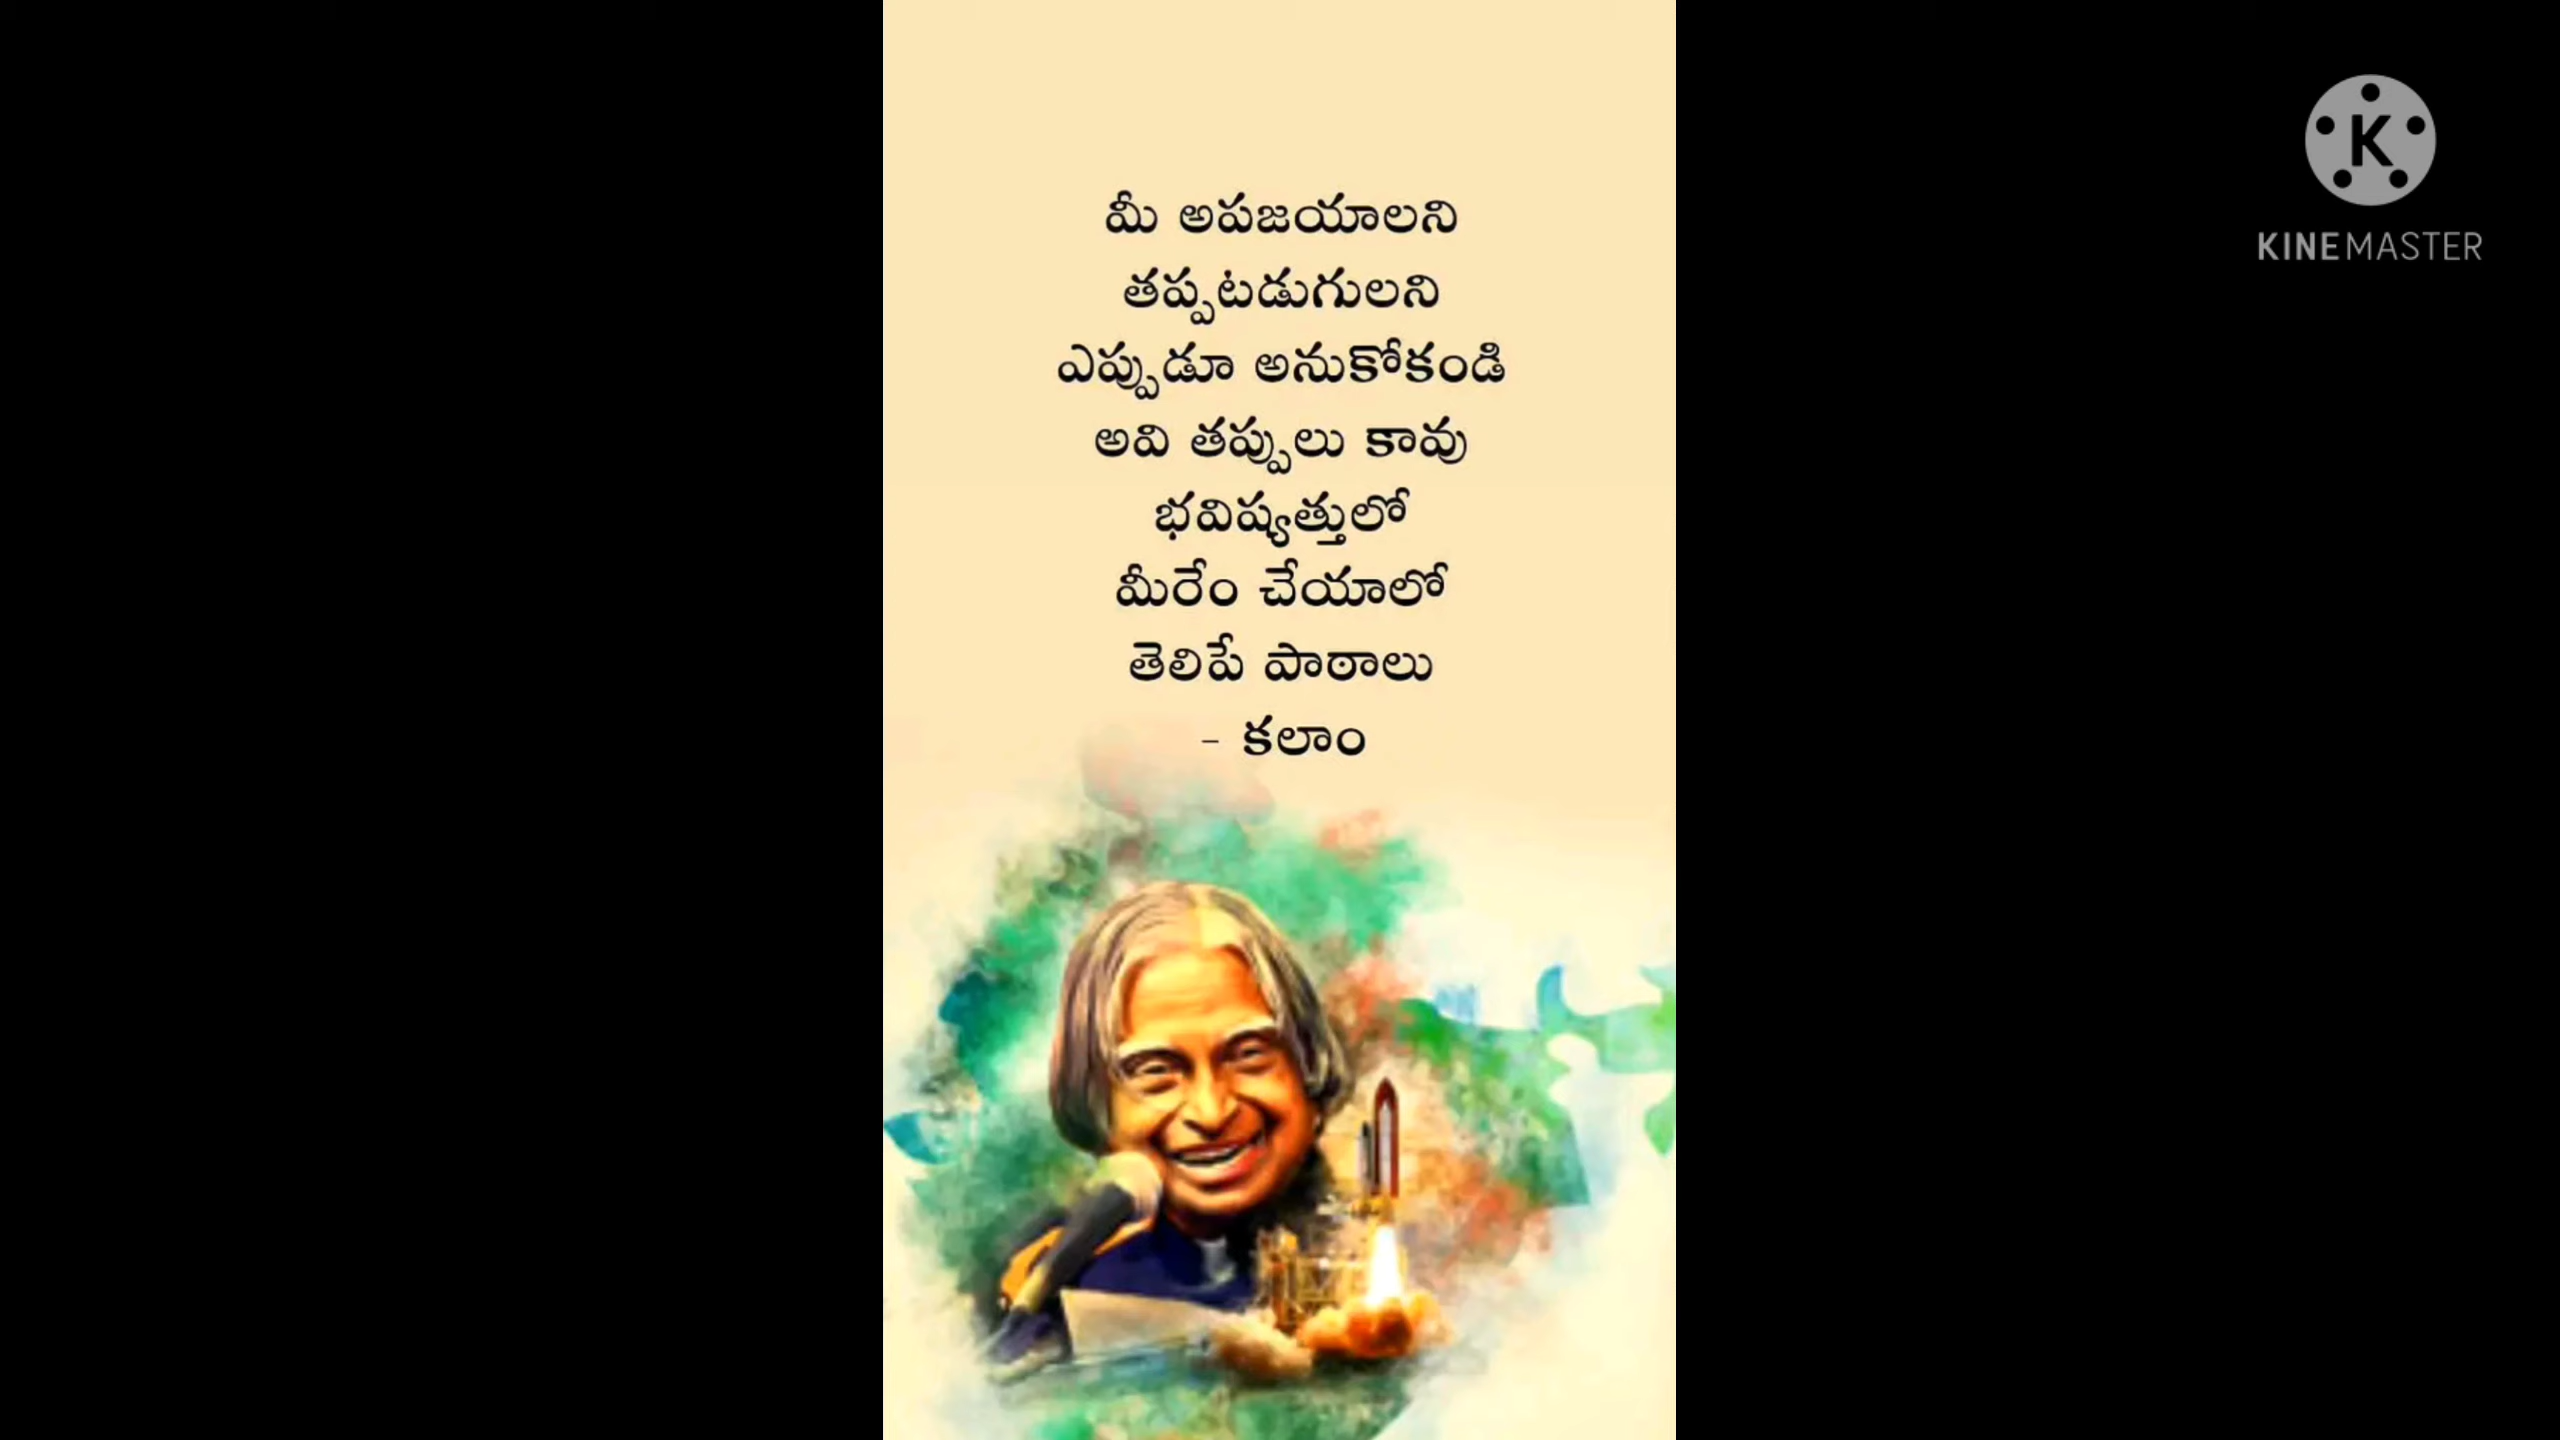 మీ అపజయాలని
తప్పటడుగులని
ఎప్పుడూ అనుకోకండి
అవి తప్పులు కావు
భవిష్యత్తులో
మీరేం చేయాలో
తెలిపే పాఠాలు
- కలాం
K
KINEMASTER